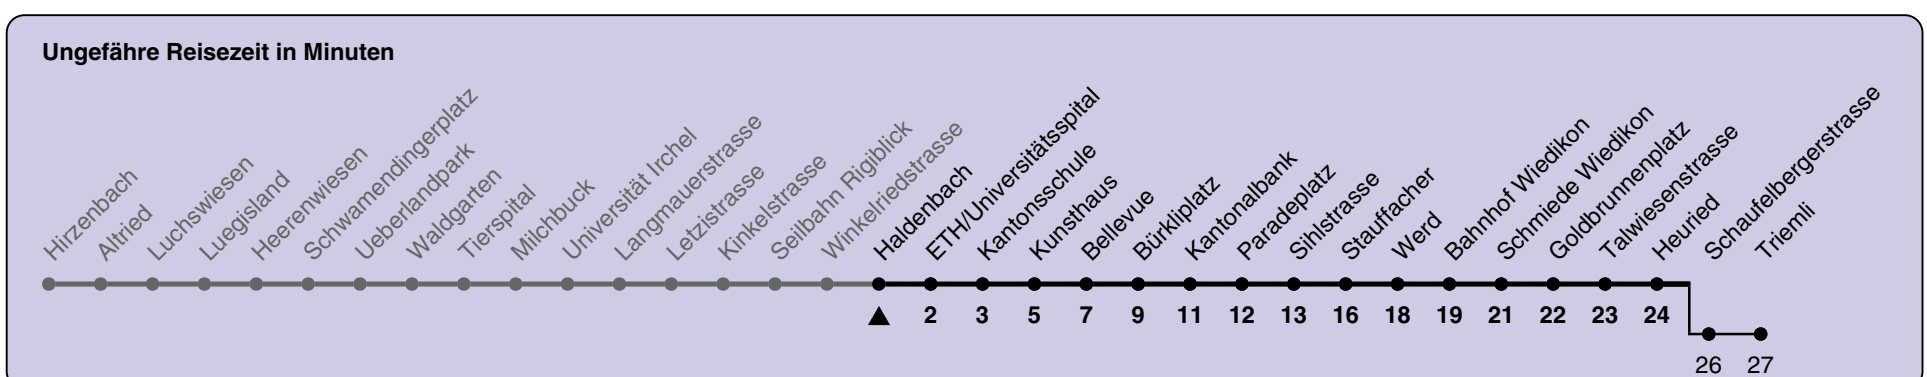 Ungefähre Reisezeit in Minuten
Hirzenbach
Altried
Luchswiesen
Luegisland
Heerenwiesen
Schwamendingerplatz
Ueberlandpark
Waldgarten
Tierspital
Milchbuck
Universität Irchel
Langmauerstrasse
Letzistrasse
Kinkelstrasse
Seilbahn Rigiblick
Winkelriedstrasse
Haldenbach
ETH/Universitätsspital
Kantonsschule
Kunsthaus
Bellevue
Bürkliplatz
Kantonalbank
Paradeplatz
Sihlstrasse
Stauffacher
Werd
Bahnhof Wiedikon
Schmiede Wiedikon
Goldbrunnenplatz
Talwiesenstrasse
Heuried
Schaufelbergerstrasse
Triemli
2 3 5 7 9 11 12 13 16 18 19 21 22 23 24
26 27